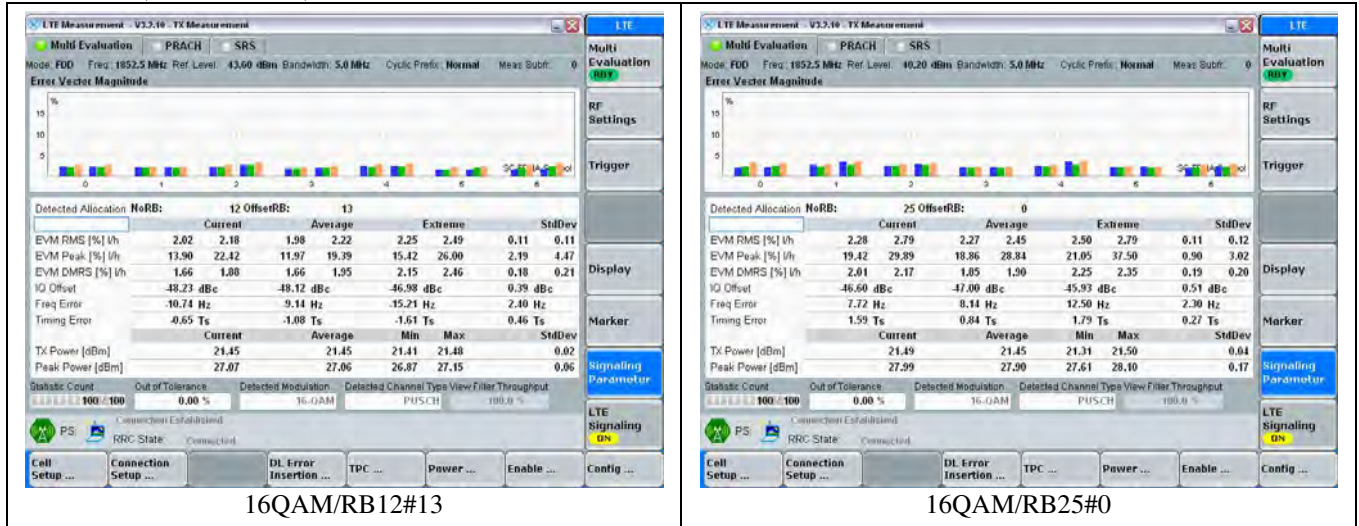 LTE Measurement - V3.2.10 - TX Measurement
LTE
Multi Evaluation PRACH SRS
Multi Evaluation
RDY
Mode: FDD Freq.: 1852.5 MHz Ref. Level: 43.60 dBm Bandwidth: 5.0 MHz Cyclic Prefix: Normal Meas Subfr.: 0
Error Vector Magnitude
%
15
10
5
0 1 2 3 4 6 6
RF Settings
Trigger
Detected Allocation NoRB: 12 OffsetRB: 13
Current Average Extreme StdDev
EVM RMS [%] l/h 2.02 2.18 1.98 2.22 2.25 2.49 0.11 0.11
EVM Peak [%] l/h 13.90 22.42 11.97 19.39 15.42 26.00 2.19 4.47
EVM DMRS [%] l/h 1.66 1.88 1.66 1.95 2.15 2.46 0.18 0.21
IQ Offset -48.23 dBc -48.12 dBc -46.98 dBc 0.39 dBc
Freq Error -10.74 Hz -9.14 Hz -15.21 Hz 2.40 Hz
Timing Error -0.65 Ts -1.08 Ts -1.61 Ts 0.46 Ts
Current Average Min Max StdDev
TX Power [dBm] 21.45 21.45 21.41 21.48 0.02
Peak Power [dBm] 27.07 27.06 26.87 27.15 0.06
Display
Marker
Signaling Parameter
Statistic Count Out of Tolerance Detected Modulation Detected Channel Type View Filter Throughput
100 / 100 0.00 % 16-QAM PUSCH 100.0 %
PS Connection Established
RRC State: Connected
LTE Signaling
ON
Cell Setup ... Connection Setup ... DL Error Insertion ... TPC ... Power ... Enable ... Config ...
16QAM/RB12#13
LTE Measurement - V3.2.10 - TX Measurement
LTE
Multi Evaluation PRACH SRS
Multi Evaluation
RDY
Mode: FDD Freq.: 1852.5 MHz Ref. Level: 40.20 dBm Bandwidth: 5.0 MHz Cyclic Prefix: Normal Meas Subfr.: 0
Error Vector Magnitude
%
15
10
5
0 1 2 3 4 6 6
RF Settings
Trigger
Detected Allocation NoRB: 25 OffsetRB: 0
Current Average Extreme StdDev
EVM RMS [%] l/h 2.28 2.79 2.27 2.45 2.50 2.79 0.11 0.12
EVM Peak [%] l/h 19.42 29.89 18.86 28.84 21.05 37.50 0.90 3.02
EVM DMRS [%] l/h 2.01 2.17 1.85 1.90 2.25 2.35 0.19 0.20
IQ Offset -46.60 dBc -47.00 dBc -45.93 dBc 0.51 dBc
Freq Error 7.72 Hz 8.14 Hz 12.50 Hz 2.30 Hz
Timing Error 1.59 Ts 0.84 Ts 1.79 Ts 0.27 Ts
Current Average Min Max StdDev
TX Power [dBm] 21.49 21.45 21.31 21.50 0.04
Peak Power [dBm] 27.99 27.90 27.61 28.10 0.17
Display
Marker
Signaling Parameter
Statistic Count Out of Tolerance Detected Modulation Detected Channel Type View Filter Throughput
100 / 100 0.00 % 16-QAM PUSCH 100.0 %
PS Connection Established
RRC State: Connected
LTE Signaling
ON
Cell Setup ... Connection Setup ... DL Error Insertion ... TPC ... Power ... Enable ... Config ...
16QAM/RB25#0